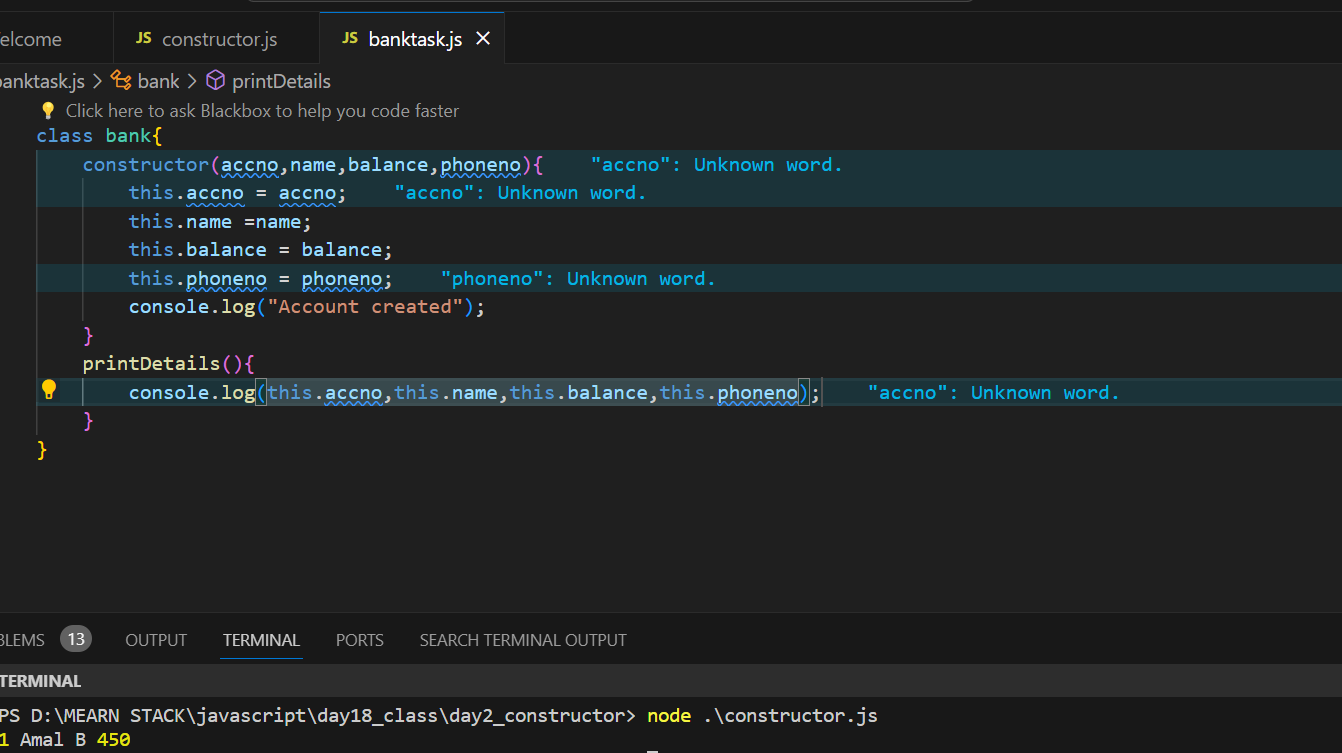 elcome JS constructor.js JS banktask.js
banktask.js > bank > printDetails
Click here to ask Blackbox to help you code faster
class bank{
constructor(accno,name,balance,phoneno){ "accno": Unknown word.
this.accno = accno; "accno": Unknown word.
this.name =name;
this.balance = balance;
this.phoneno = phoneno; "phoneno": Unknown word.
console.log("Account created");
}
printDetails(){
console.log(this.accno,this.name,this.balance,this.phoneno); "accno": Unknown word.
}
}
BLEMS 13 OUTPUT TERMINAL PORTS SEARCH TERMINAL OUTPUT
TERMINAL
PS D:\MEARN STACK\javascript\day18_class\day2_constructor> node .\constructor.js
1 Amal B 450